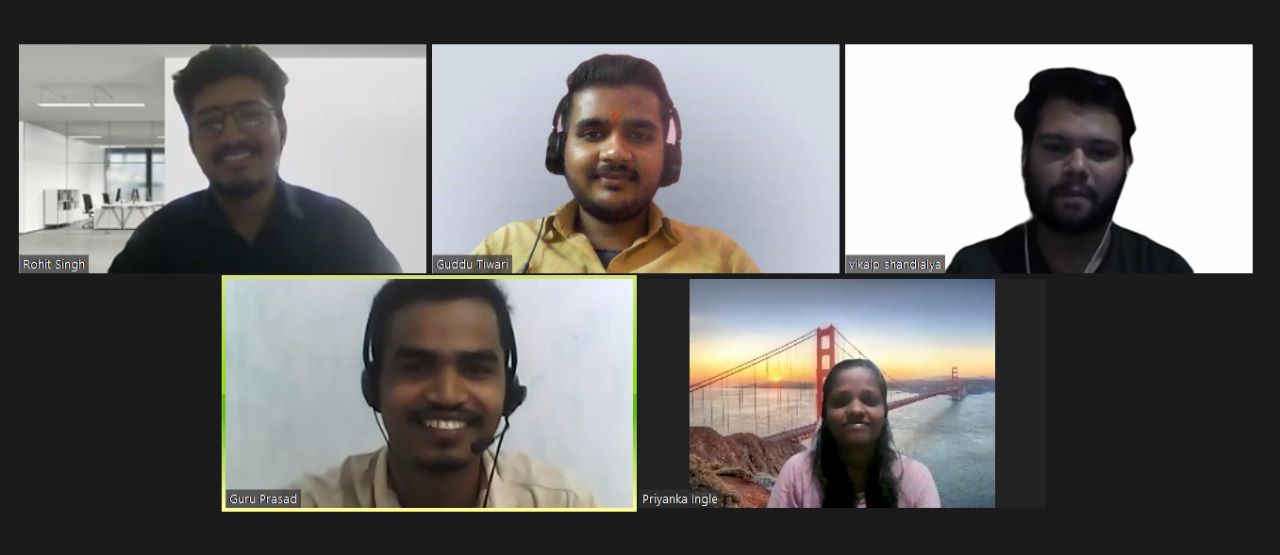 Rohit Singh
Guddu Tiwari
vikalp shandialya
Guru Prasad
Priyanka Ingle